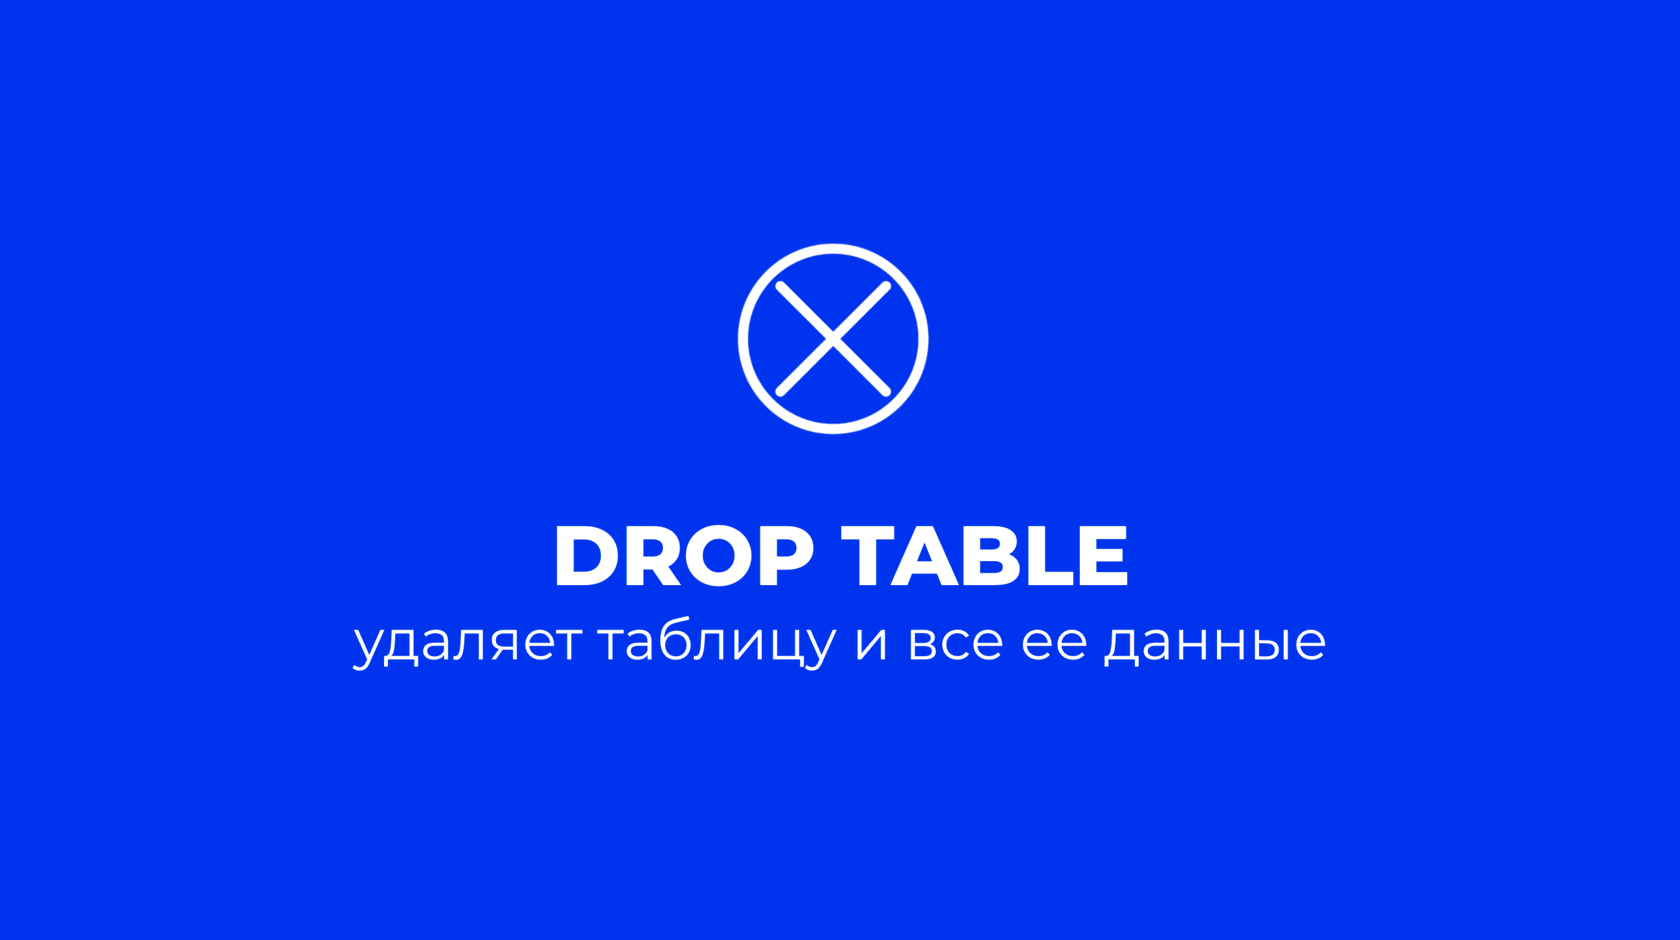 DROP TABLE
удаляет таблицу и все ее данные